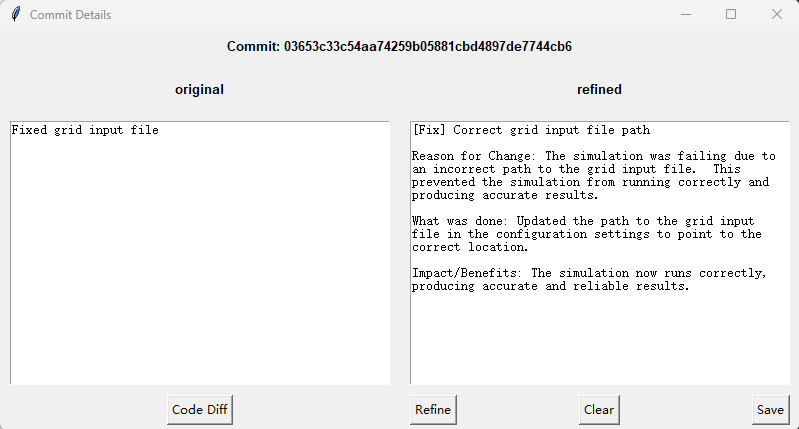 Commit Details
Commit: 03653c33c54aa74259b05881cbd4897de7744cb6
original
refined
Fixed grid input file
[Fix] Correct grid input file path
Reason for Change: The simulation was failing due to
an incorrect path to the grid input file.  This
prevented the simulation from running correctly and
producing accurate results.
What was done: Updated the path to the grid input
file in the configuration settings to point to the
correct location.
Impact/Benefits: The simulation now runs correctly,
producing accurate and reliable results.
Code Diff
Refine
Clear
Save